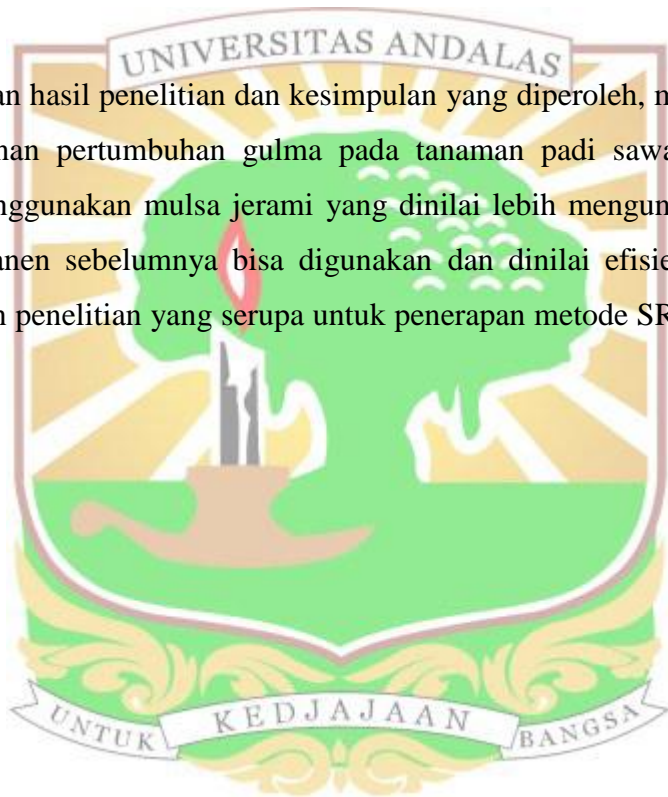 UNIVERSITAS ANDALAS
an hasil penelitian dan kesimpulan yang diperoleh, m
nan pertumbuhan gulma pada tanaman padi sawa
nggunakan mulsa jerami yang dinilai lebih mengun
anen sebelumnya bisa digunakan dan dinilai efisie
n penelitian yang serupa untuk penerapan metode SR
UNTUK KEDJAJAAN BANGSA